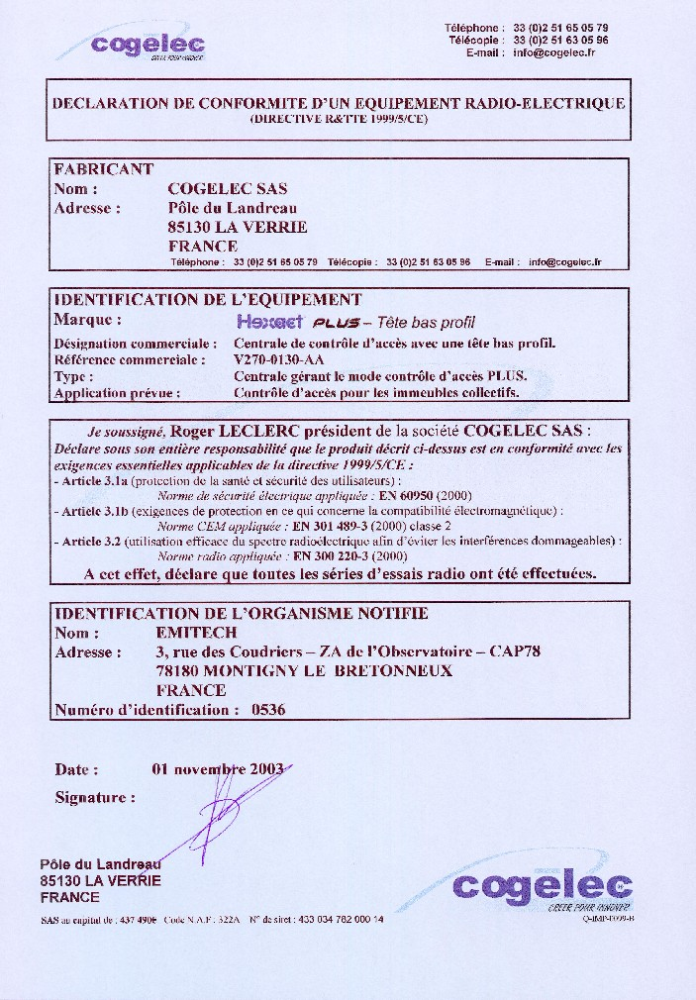 cogelec
CREER POUR INNOVER
Téléphone : 33 (0)2 51 65 05 79
Télécopie : 33 (0)2 51 63 05 96
E-mail : info@cogelec.fr
DECLARATION DE CONFORMITE D'UN EQUIPEMENT RADIO-ELECTRIQUE
(DIRECTIVE R&TTE 1999/5/CE)
FABRICANT
Nom : COGELEC SAS
Adresse : Pôle du Landreau
85130 LA VERRIE
FRANCE
Téléphone : 33 (0)2 51 65 05 79 Télécopie : 33 (0)2 51 63 05 96 E-mail : info@cogelec.fr
IDENTIFICATION DE L'EQUIPEMENT
Marque : Hexact PLUS – Tête bas profil
Désignation commerciale : Centrale de contrôle d'accès avec une tête bas profil.
Référence commerciale : V270-0130-AA
Type : Centrale gérant le mode contrôle d'accès PLUS.
Application prévue : Contrôle d'accès pour les immeubles collectifs.
Je soussigné, Roger LECLERC président de la société COGELEC SAS :
Déclare sous son entière responsabilité que le produit décrit ci-dessus est en conformité avec les
exigences essentielles applicables de la directive 1999/5/CE :
- Article 3.1a (protection de la santé et sécurité des utilisateurs) :
Norme de sécurité électrique appliquée : EN 60950 (2000)
- Article 3.1b (exigences de protection en ce qui concerne la compatibilité électromagnétique) :
Norme CEM appliquée : EN 301 489-3 (2000) classe 2
- Article 3.2 (utilisation efficace du spectre radioélectrique afin d'éviter les interférences dommageables) :
Norme radio appliquée : EN 300 220-3 (2000)
A cet effet, déclare que toutes les séries d'essais radio ont été effectuées.
IDENTIFICATION DE L'ORGANISME NOTIFIE
Nom : EMITECH
Adresse : 3, rue des Coudriers – ZA de l'Observatoire – CAP78
78180 MONTIGNY LE BRETONNEUX
FRANCE
Numéro d'identification : 0536
Date : 01 novembre 2003
Signature :
Pôle du Landreau
85130 LA VERRIE
FRANCE
cogelec
CREER POUR INNOVER
SAS au capital de : 437 490€ Code N.A.F : 322A N° de siret : 433 034 782 000 14
Q-IMP-0099-B